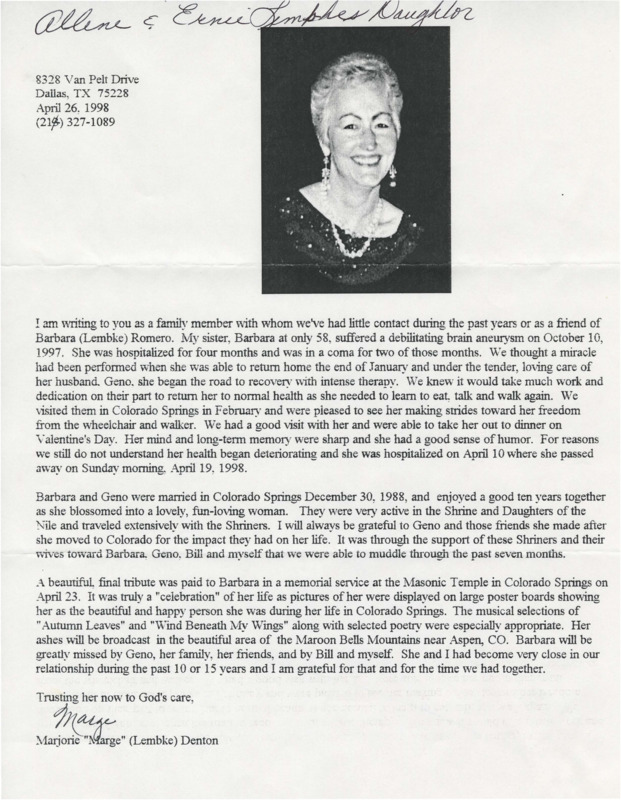 Allene & Ernie Lemphes Daughter
8328 Van Pelt Drive
Dallas, TX 75228
April 26, 1998
(214) 327-1089
I am writing to you as a family member with whom we've had little contact during the past years or as a friend of
Barbara (Lembke) Romero. My sister, Barbara at only 58, suffered a debilitating brain aneurysm on October 10,
1997. She was hospitalized for four months and was in a coma for two of those months. We thought a miracle
had been performed when she was able to return home the end of January and under the tender, loving care of
her husband, Geno, she began the road to recovery with intense therapy. We knew it would take much work and
dedication on their part to return her to normal health as she needed to learn to eat, talk and walk again. We
visited them in Colorado Springs in February and were pleased to see her making strides toward her freedom
from the wheelchair and walker. We had a good visit with her and were able to take her out to dinner on
Valentine's Day. Her mind and long-term memory were sharp and she had a good sense of humor. For reasons
we still do not understand her health began deteriorating and she was hospitalized on April 10 where she passed
away on Sunday morning, April 19, 1998.
Barbara and Geno were married in Colorado Springs December 30, 1988, and enjoyed a good ten years together
as she blossomed into a lovely, fun-loving woman. They were very active in the Shrine and Daughters of the
Nile and traveled extensively with the Shriners. I will always be grateful to Geno and those friends she made after
she moved to Colorado for the impact they had on her life. It was through the support of these Shriners and their
wives toward Barbara, Geno, Bill and myself that we were able to muddle through the past seven months.
A beautiful, final tribute was paid to Barbara in a memorial service at the Masonic Temple in Colorado Springs on
April 23. It was truly a "celebration" of her life as pictures of her were displayed on large poster boards showing
her as the beautiful and happy person she was during her life in Colorado Springs. The musical selections of
"Autumn Leaves" and "Wind Beneath My Wings" along with selected poetry were especially appropriate. Her
ashes will be broadcast in the beautiful area of the Maroon Bells Mountains near Aspen, CO. Barbara will be
greatly missed by Geno, her family, her friends, and by Bill and myself. She and I had become very close in our
relationship during the past 10 or 15 years and I am grateful for that and for the time we had together.
Trusting her now to God's care,
Marge
Marjorie "Marge" (Lembke) Denton